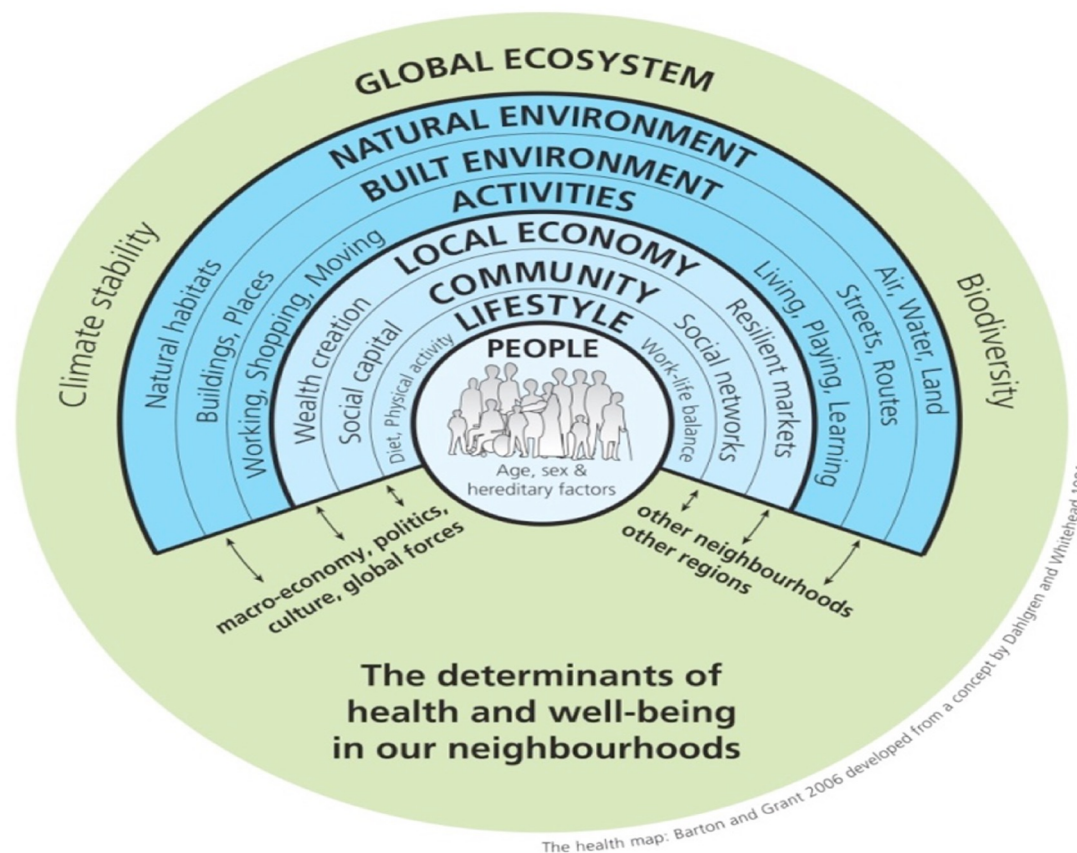 GLOBAL ECOSYSTEM
NATURAL ENVIRONMENT
BUILT ENVIRONMENT
ACTIVITIES
LOCAL ECONOMY
COMMUNITY
LIFESTYLE
PEOPLE
Age, sex &
hereditary factors
Climate stability
Natural habitats
Buildings, Places
Working, Shopping, Moving
Wealth creation
Social capital
Diet, Physical activity
Work-life balance
Social networks
Resilient markets
Living, Playing, Learning
Streets, Routes
Air, Water, Land
Biodiversity
macro-economy, politics,
culture, global forces
other neighbourhoods
other regions
The determinants of
health and well-being
in our neighbourhoods
The health map: Barton and Grant 2006 developed from a concept by Dahlgren and Whitehead